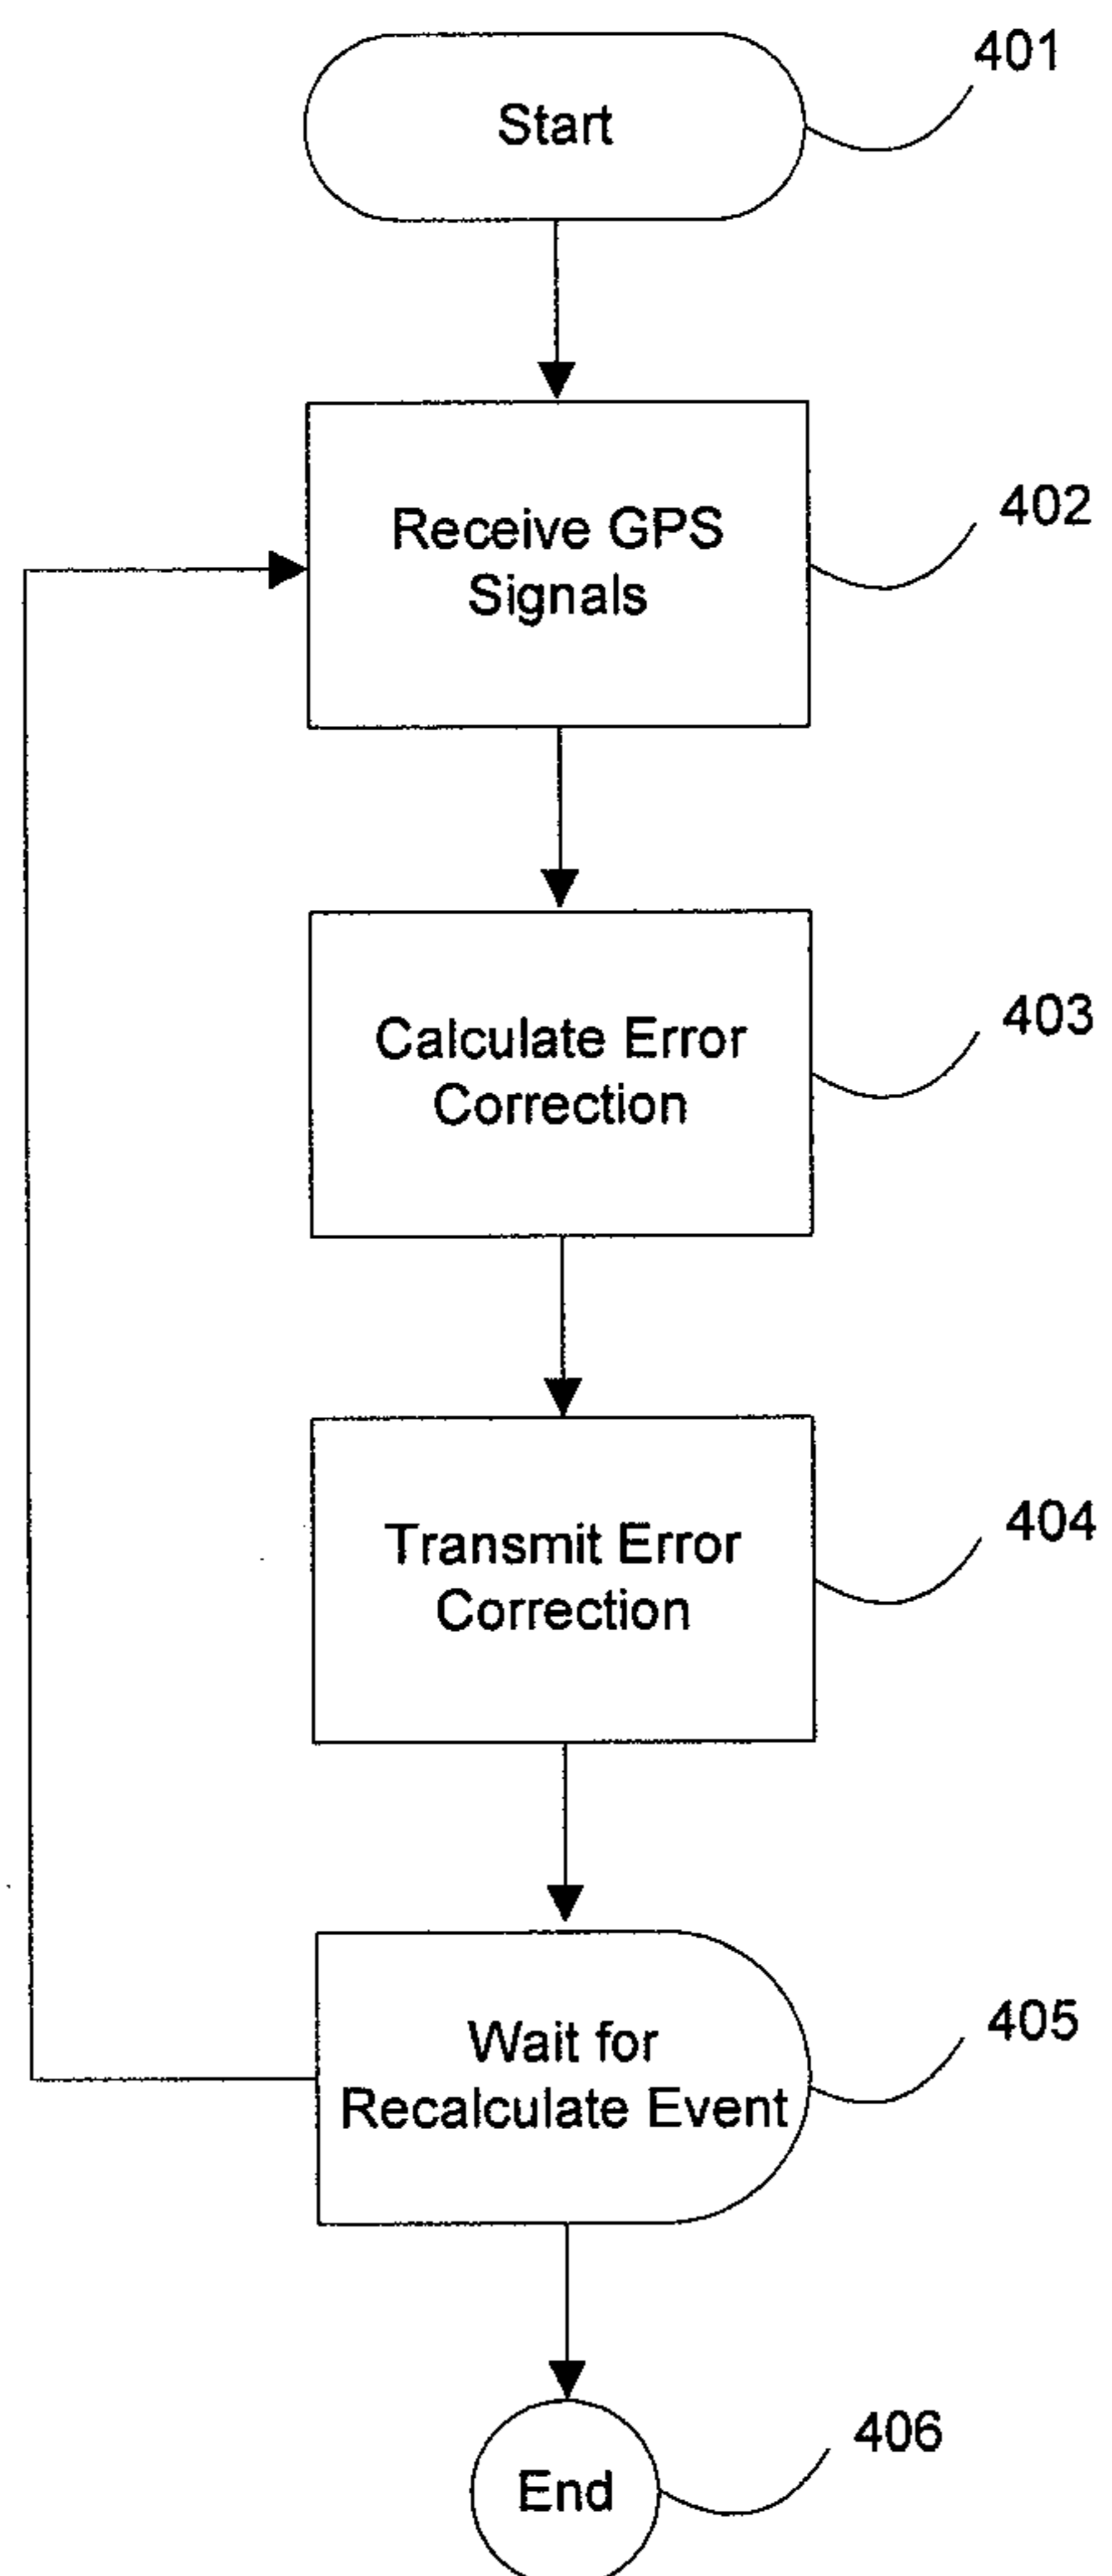 401
Start
402
Receive GPS
Signals
403
Calculate Error
Correction
404
Transmit Error
Correction
405
Wait for
Recalculate Event
406
End